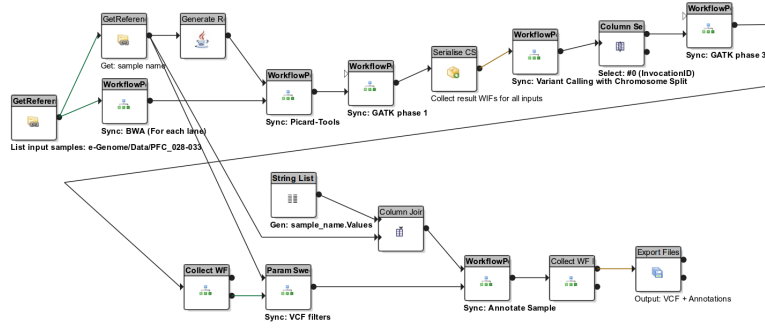 GetReferen
List input samples: e-Genome/Data/PFC_028-033
GetReferen
Get: sample name
WorkflowP
Sync: BWA (For each lane)
Generate R
WorkflowP
Sync: Picard-Tools
WorkflowP
Sync: GATK phase 1
Serialise CS
Collect result WIFs for all inputs
WorkflowP
Sync: Variant Calling with Chromosome Split
Column Se
Select: #0 (InvocationID)
WorkflowP
Sync: GATK phase 3
String List
Gen: sample_name.Values
Column Join
Collect WF
Param Swe
Sync: VCF filters
WorkflowP
Sync: Annotate Sample
Collect WF
Export Files
Output: VCF + Annotations